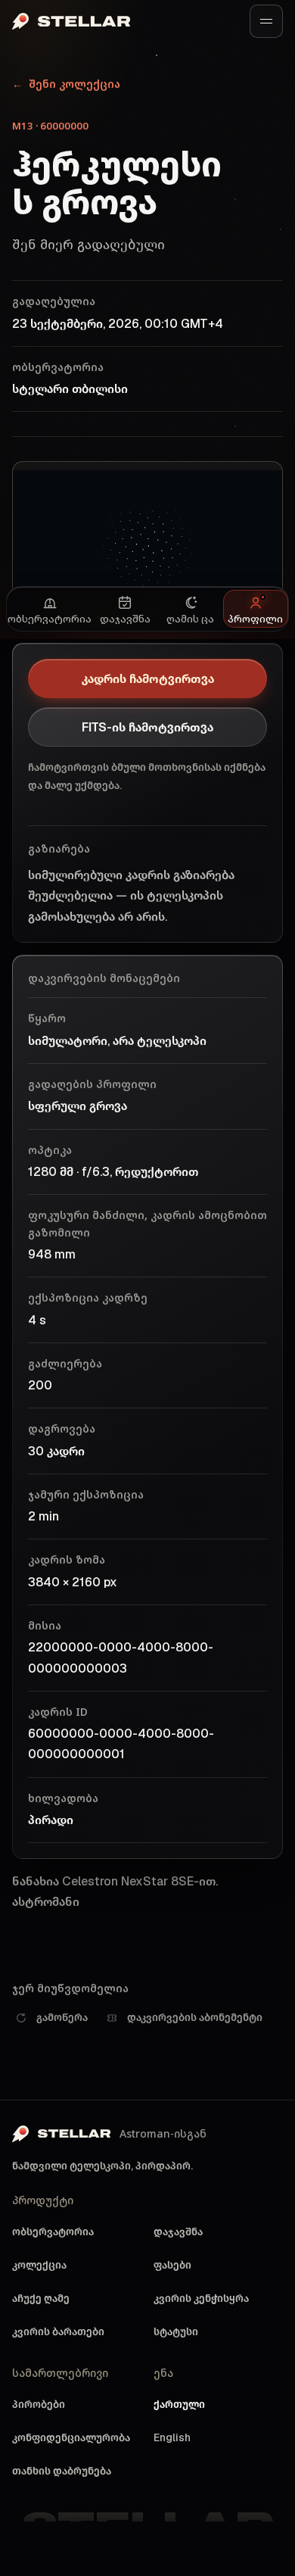 STELLAR
← შენი კოლექცია
M13 · 60000000
ჰერკულესი
ს გროვა
შენ მიერ გადაღებული
გადაღებულია
23 სექტემბერი, 2026, 00:10 GMT+4
ობსერვატორია
სტელარი თბილისი
ობსერვატორია
დაჯავშნა
ღამის ცა
პროფილი
კადრის ჩამოტვირთვა
FITS-ის ჩამოტვირთვა
ჩამოტვირთვის ბმული მოთხოვნისას იქმნება
და მალე უქმდება.
გაზიარება
სიმულირებული კადრის გაზიარება
შეუძლებელია — ის ტელესკოპის
გამოსახულება არ არის.
დაკვირვების მონაცემები
წყარო
სიმულატორი, არა ტელესკოპი
გადაღების პროფილი
სფერული გროვა
ოპტიკა
1280 მმ · f/6.3, რედუქტორით
ფოკუსური მანძილი, კადრის ამოცნობით
გაზომილი
948 mm
ექსპოზიცია კადრზე
4 s
გაძლიერება
200
დაგროვება
30 კადრი
ჯამური ექსპოზიცია
2 min
კადრის ზომა
3840 × 2160 px
მისია
22000000-0000-4000-8000-
000000000003
კადრის ID
60000000-0000-4000-8000-
000000000001
ხილვადობა
პირადი
ნანახია Celestron NexStar 8SE-ით.
ასტრომანი
ჯერ მიუწვდომელია
გამოწერა
დაკვირვების აბონემენტი
STELLAR Astroman-ისგან
ნამდვილი ტელესკოპი, პირდაპირ.
პროდუქტი
ობსერვატორია
დაჯავშნა
კოლექცია
ფასები
აჩუქე ღამე
კვირის კენჭისყრა
კვირის ბარათები
სტატუსი
სამართლებრივი
ენა
პირობები
ქართული
კონფიდენციალურობა
English
თანხის დაბრუნება
STELLAR